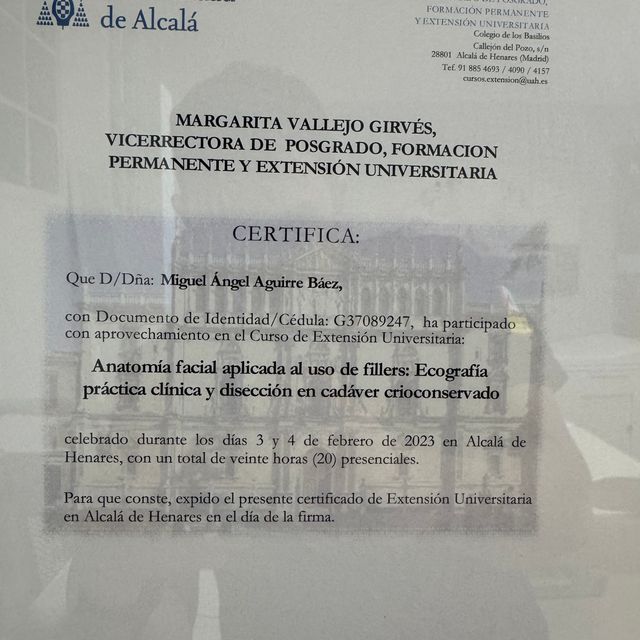 de Alcalá
FORMACIÓN PERMANENTE
Y EXTENSIÓN UNIVERSITARIA
Colegio de los Basilios
Callejón del Pozo, s/n
28801 Alcalá de Henares (Madrid)
Tef. 91 885 4693 / 4090 / 4157
cursos.extension@uah.es
MARGARITA VALLEJO GIRVÉS,
VICERRECTORA DE POSGRADO, FORMACION
PERMANENTE Y EXTENSIÓN UNIVERSITARIA
CERTIFICA:
Que D/Dña: Miguel Ángel Aguirre Báez,
con Documento de Identidad/Cédula: G37089247, ha participado
con aprovechamiento en el Curso de Extensión Universitaria:
Anatomía facial aplicada al uso de fillers: Ecografía
práctica clínica y disección en cadáver crioconservado
celebrado durante los días 3 y 4 de febrero de 2023 en Alcalá de
Henares, con un total de veinte horas (20) presenciales.
Para que conste, expido el presente certificado de Extensión Universitaria
en Alcalá de Henares en el día de la firma.